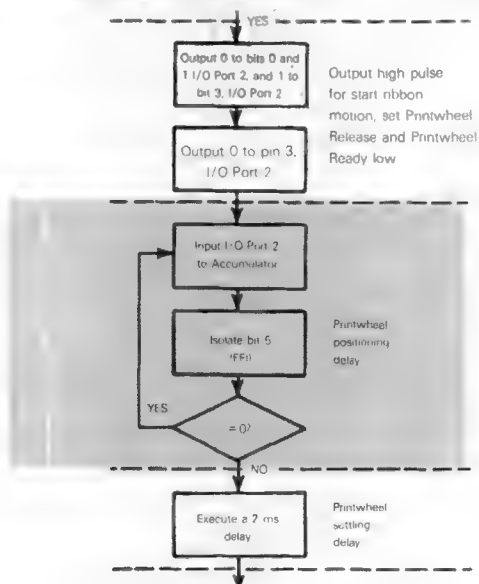 YES
Output 0 to bits 0 and
1 I/O Port 2, and 1 to
bit 3, I/O Port 2
Output high pulse
for start ribbon
motion, set Printwheel
Release and Printwheel
Ready low
Output 0 to pin 3,
I/O Port 2
Input I/O Port 2
to Accumulator
Isolate bit 5
Printwheel
positioning
delay
YES
= 0?
NO
Execute a 2 ms
delay
Printwheel
settling
delay